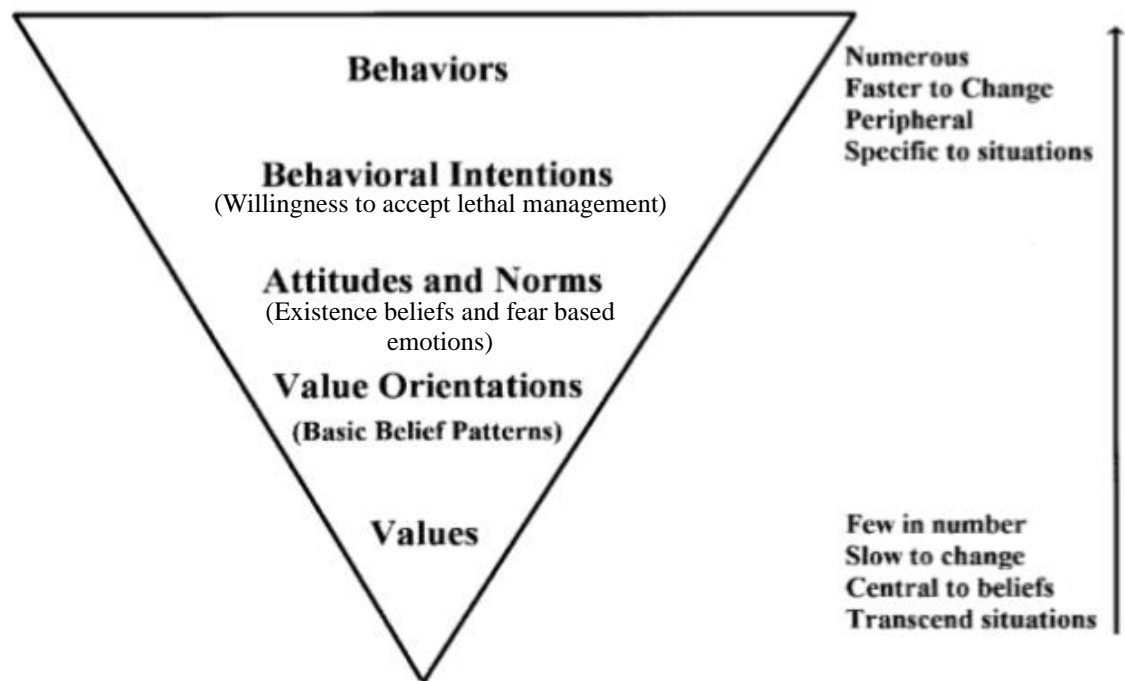 Behaviors
Numerous
Faster to Change
Peripheral
Specific to situations
Behavioral Intentions
(Willingness to accept lethal management)
Attitudes and Norms
(Existence beliefs and fear based
emotions)
Value Orientations
(Basic Belief Patterns)
Values
Few in number
Slow to change
Central to beliefs
Transcend situations